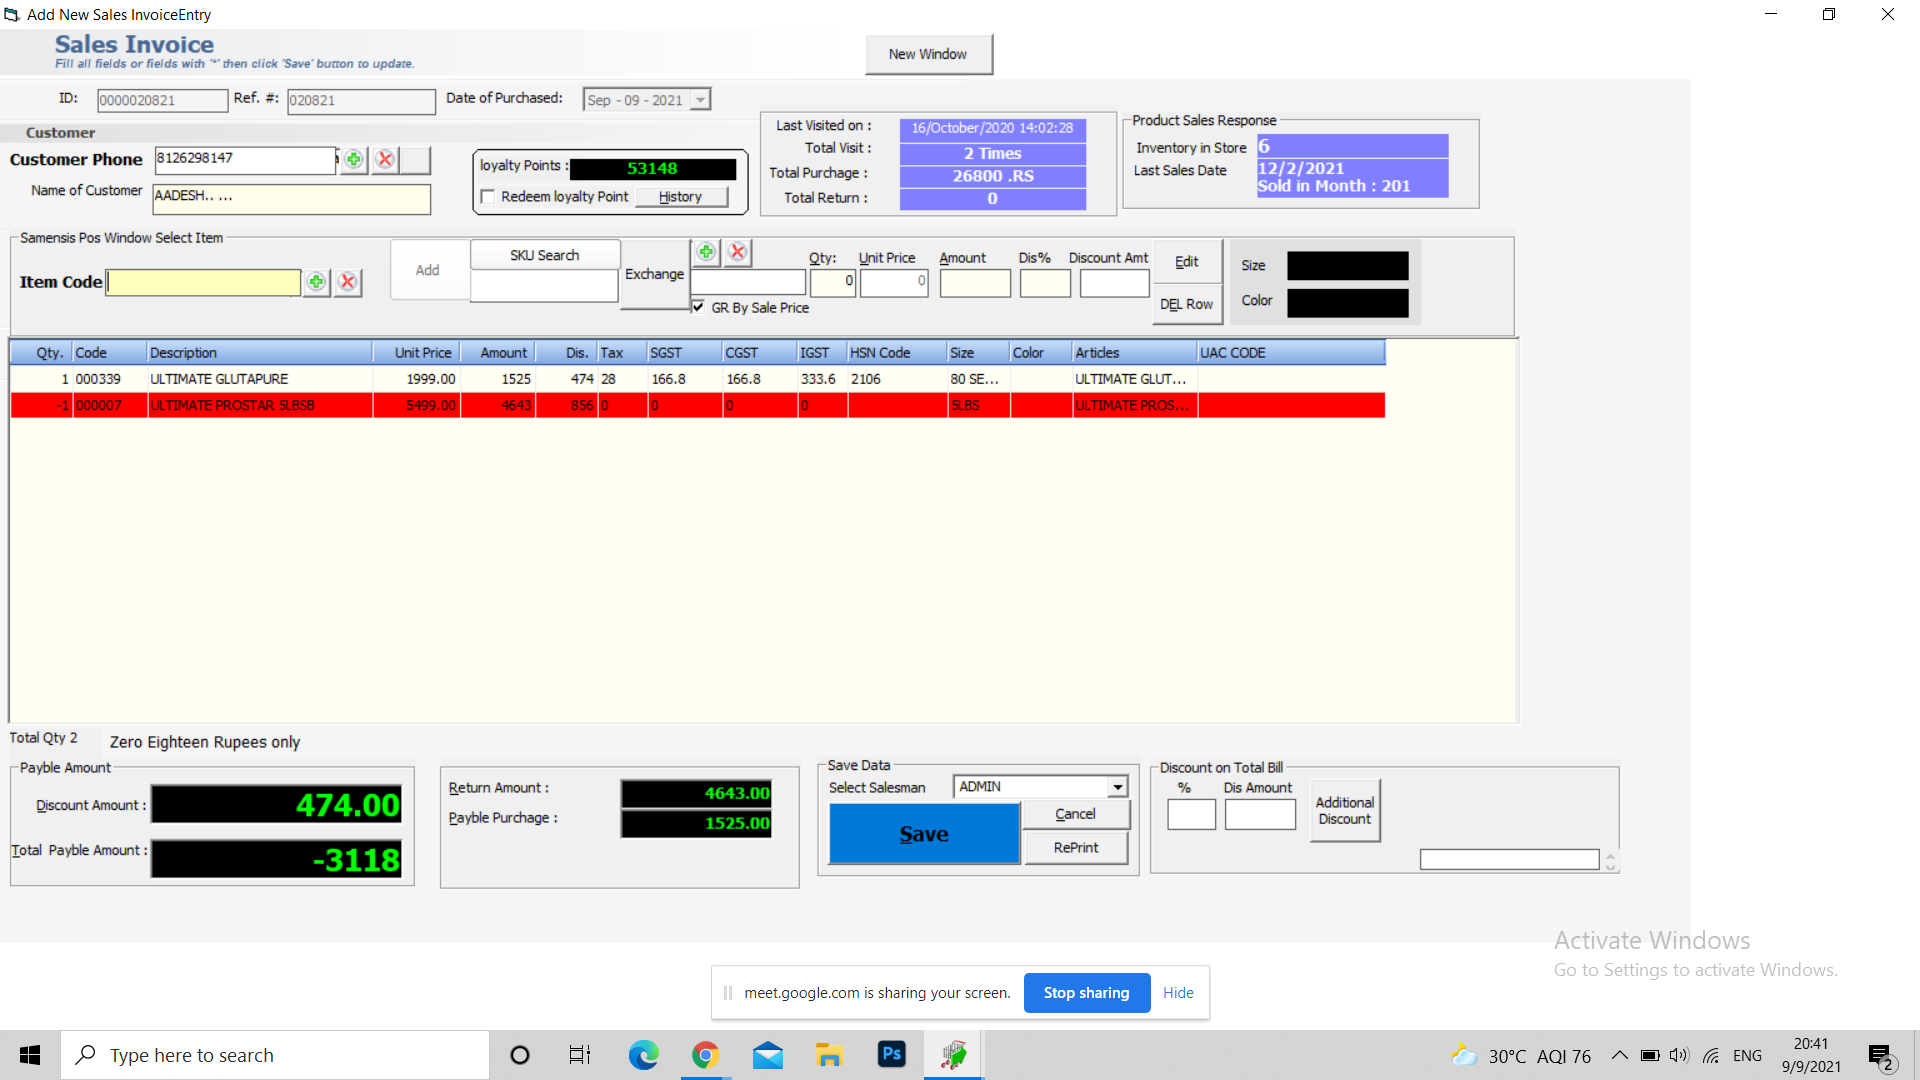 Add New Sales InvoiceEntry
Sales Invoice
Fill all fields or fields with '*' then click 'Save' button to update.
New Window
ID: 0000020821 Ref. #: 020821 Date of Purchased: Sep - 09 - 2021
Customer
Customer Phone 8126298147
Name of Customer AADESH.. ...
loyalty Points : 53148
Redeem loyalty Point History
Last Visited on : 16/October/2020 14:02:28
Total Visit : 2 Times
Total Purchage : 26800 .RS
Total Return : 0
Product Sales Response
Inventory in Store 6
Last Sales Date 12/2/2021
Sold in Month : 201
Samensis Pos Window Select Item
Item Code
Add
SKU Search
Exchange
GR By Sale Price
Qty: Unit Price Amount Dis% Discount Amt
0 0
Edit
DEL Row
Size
Color
Qty. Code Description Unit Price Amount Dis. Tax SGST CGST IGST HSN Code Size Color Articles UAC CODE
1 000339 ULTIMATE GLUTAPURE 1999.00 1525 474 28 166.8 166.8 333.6 2106 80 SE... ULTIMATE GLUT...
-1 000007 ULTIMATE PROSTAR 5LBSB 5499.00 4643 856 0 0 0 0 5LBS ULTIMATE PROS...
Total Qty 2 Zero Eighteen Rupees only
Payble Amount
Discount Amount : 474.00
Total Payble Amount : -3118
Return Amount : 4643.00
Payble Purchage : 1525.00
Save Data
Select Salesman ADMIN
Save
Cancel
RePrint
Discount on Total Bill
% Dis Amount
Additional
Discount
Activate Windows
Go to Settings to activate Windows.
meet.google.com is sharing your screen. Stop sharing Hide
Type here to search
Ps
30°C AQI 76
ENG
20:41
9/9/2021
2